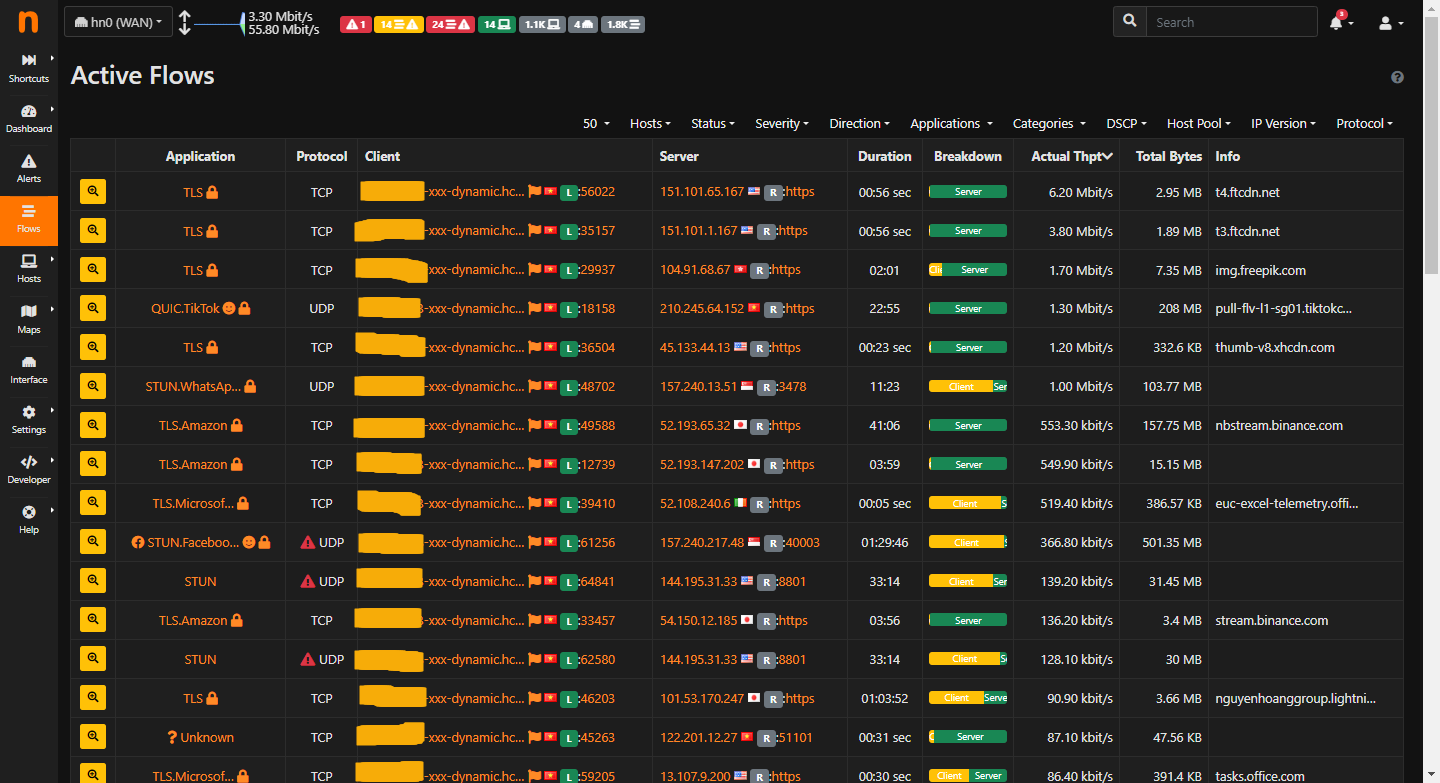 n hn0 (WAN) 3.30 Mbit/s
55.80 Mbit/s
1 14 24 14 1.1K 4 1.8K Search 3
Shortcuts
Dashboard
Alerts
Flows
Hosts
Maps
Interface
Settings
Developer
Help
Active Flows
50 Hosts Status Severity Direction Applications Categories DSCP Host Pool IP Version Protocol
Application Protocol Client Server Duration Breakdown Actual Thpt Total Bytes Info
TLS TCP -xxx-dynamic.hc... L :56022 151.101.65.167 R :https 00:56 sec Server 6.20 Mbit/s 2.95 MB t4.ftcdn.net
TLS TCP -xxx-dynamic.hc... L :35157 151.101.1.167 R :https 00:56 sec Server 3.80 Mbit/s 1.89 MB t3.ftcdn.net
TLS TCP -xxx-dynamic.hc... L :29937 104.91.68.67 R :https 02:01 Server 1.70 Mbit/s 7.35 MB img.freepik.com
QUIC.TikTok UDP -xxx-dynamic.hc... L :18158 210.245.64.152 R :https 22:55 Server 1.30 Mbit/s 208 MB pull-flv-l1-sg01.tiktokc...
TLS TCP -xxx-dynamic.hc... L :36504 45.133.44.13 R :https 00:23 sec Server 1.20 Mbit/s 332.6 KB thumb-v8.xhcdn.com
STUN.WhatsAp... UDP -xxx-dynamic.hc... L :48702 157.240.13.51 R :3478 11:23 Client Ser 1.00 Mbit/s 103.77 MB
TLS.Amazon TCP -xxx-dynamic.hc... L :49588 52.193.65.32 R :https 41:06 Server 553.30 kbit/s 157.75 MB nbstream.binance.com
TLS.Amazon TCP -xxx-dynamic.hc... L :12739 52.193.147.202 R :https 03:59 Server 549.90 kbit/s 15.15 MB
TLS.Microsof... TCP -xxx-dynamic.hc... L :39410 52.108.240.6 R :https 00:05 sec Client S 519.40 kbit/s 386.57 KB euc-excel-telemetry.offi...
STUN.Faceboo... UDP -xxx-dynamic.hc... L :61256 157.240.217.48 R :40003 01:29:46 Client 366.80 kbit/s 501.35 MB
STUN UDP -xxx-dynamic.hc... L :64841 144.195.31.33 R :8801 33:14 Client Ser 139.20 kbit/s 31.45 MB
TLS.Amazon TCP -xxx-dynamic.hc... L :33457 54.150.12.185 R :https 03:56 Server 136.20 kbit/s 3.4 MB stream.binance.com
STUN UDP -xxx-dynamic.hc... L :62580 144.195.31.33 R :8801 33:14 Client Se 128.10 kbit/s 30 MB
TLS TCP -xxx-dynamic.hc... L :46203 101.53.170.247 R :https 01:03:52 Client Serve 90.90 kbit/s 3.66 MB nguyenhoanggroup.lightni...
? Unknown TCP -xxx-dynamic.hc... L :45263 122.201.12.27 R :51101 00:31 sec Server 87.10 kbit/s 47.56 KB
TLS.Microsof... TCP -xxx-dynamic.hc... L :59205 13.107.9.200 R :https 00:30 sec Client Server 86.40 kbit/s 391.4 KB tasks.office.com